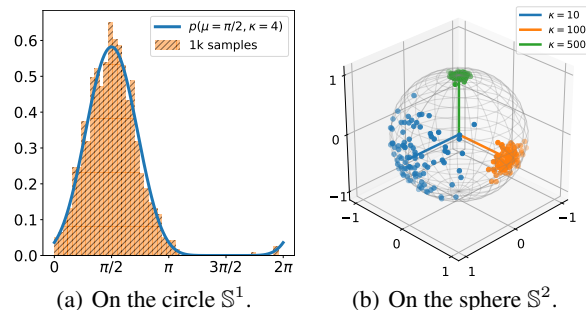 p(μ = π/2, κ = 4)
1k samples
0.6
0.5
0.4
0.3
0.2
0.1
0.0
0 π/2 π 3π/2 2π
(a) On the circle 𝕊¹.
κ = 10
κ = 100
κ = 500
1
0
−1
−1
0
1
−1
0
1
(b) On the sphere 𝕊².